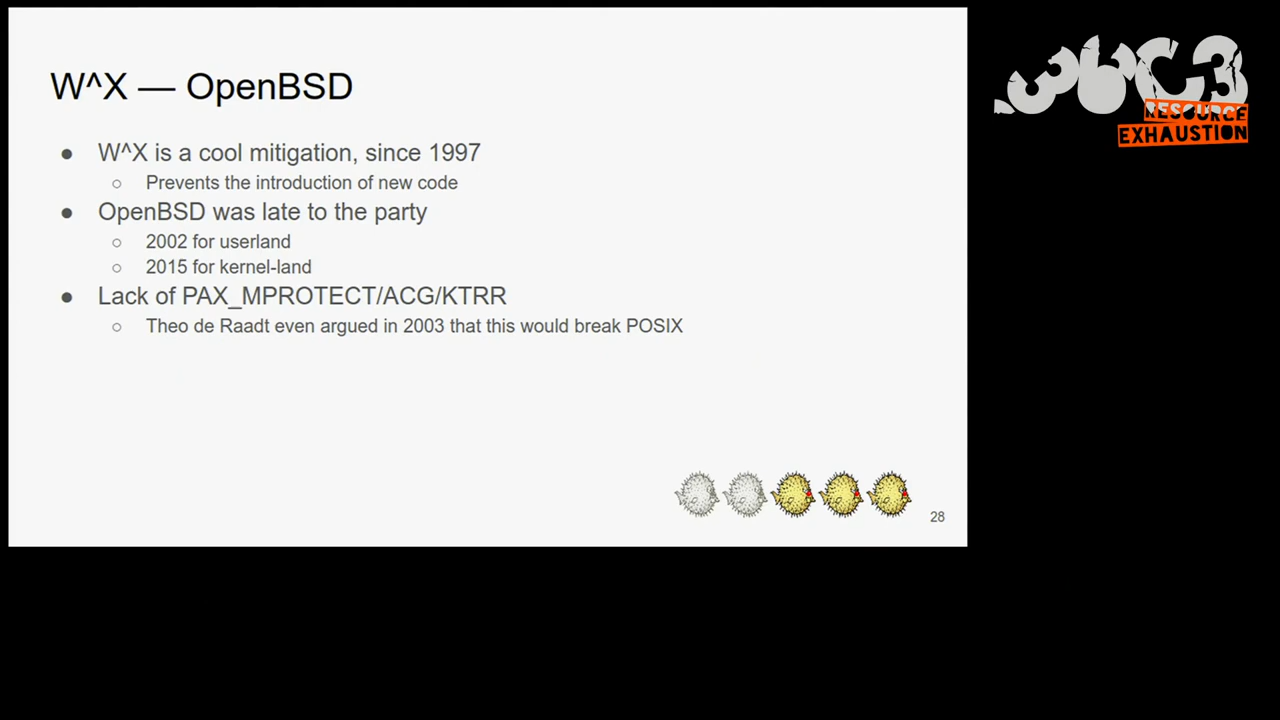 W^X — OpenBSD
● W^X is a cool mitigation, since 1997
○ Prevents the introduction of new code
● OpenBSD was late to the party
○ 2002 for userland
○ 2015 for kernel-land
● Lack of PAX_MPROTECT/ACG/KTRR
○ Theo de Raadt even argued in 2003 that this would break POSIX
28
36C3
RESOURCE
EXHAUSTION